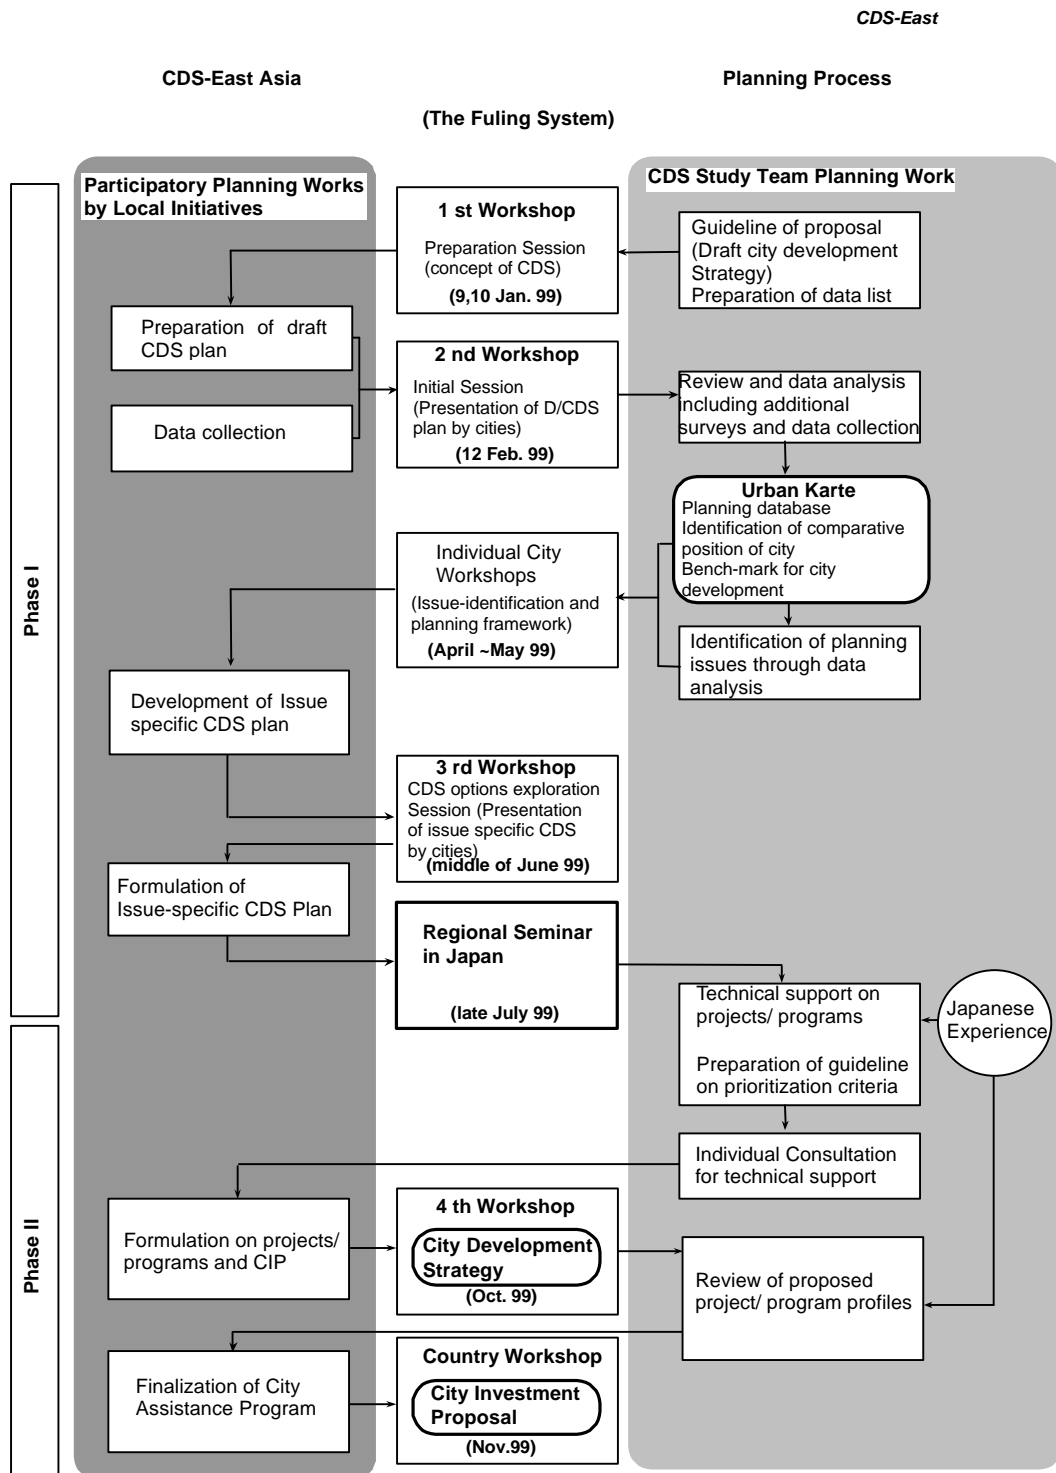 CDS-East
CDS-East Asia
Planning Process
(The Fuling System)
Participatory Planning Works
by Local Initiatives
CDS Study Team Planning Work
Phase I
1 st Workshop
Preparation Session
(concept of CDS)
(9,10 Jan. 99)
Guideline of proposal
(Draft city development
Strategy)
Preparation of data list
Preparation of draft
CDS plan
Data collection
2 nd Workshop
Initial Session
(Presentation of D/CDS
plan by cities)
(12 Feb. 99)
Review and data analysis
including additional
surveys and data collection
Urban Karte
Planning database
Identification of comparative
position of city
Bench-mark for city
development
Individual City
Workshops
(Issue-identification and
planning framework)
(April ~May 99)
Identification of planning
issues through data
analysis
Development of Issue
specific CDS plan
3 rd Workshop
CDS options exploration
Session (Presentation
of issue specific CDS
by cities)
(middle of June 99)
Formulation of
Issue-specific CDS Plan
Regional Seminar
in Japan
(late July 99)
Technical support on
projects/ programs
Preparation of guideline
on prioritization criteria
Japanese
Experience
Phase II
Individual Consultation
for technical support
Formulation on projects/
programs and CIP
4 th Workshop
City Development
Strategy
(Oct. 99)
Review of proposed
project/ program profiles
Finalization of City
Assistance Program
Country Workshop
City Investment
Proposal
(Nov.99)